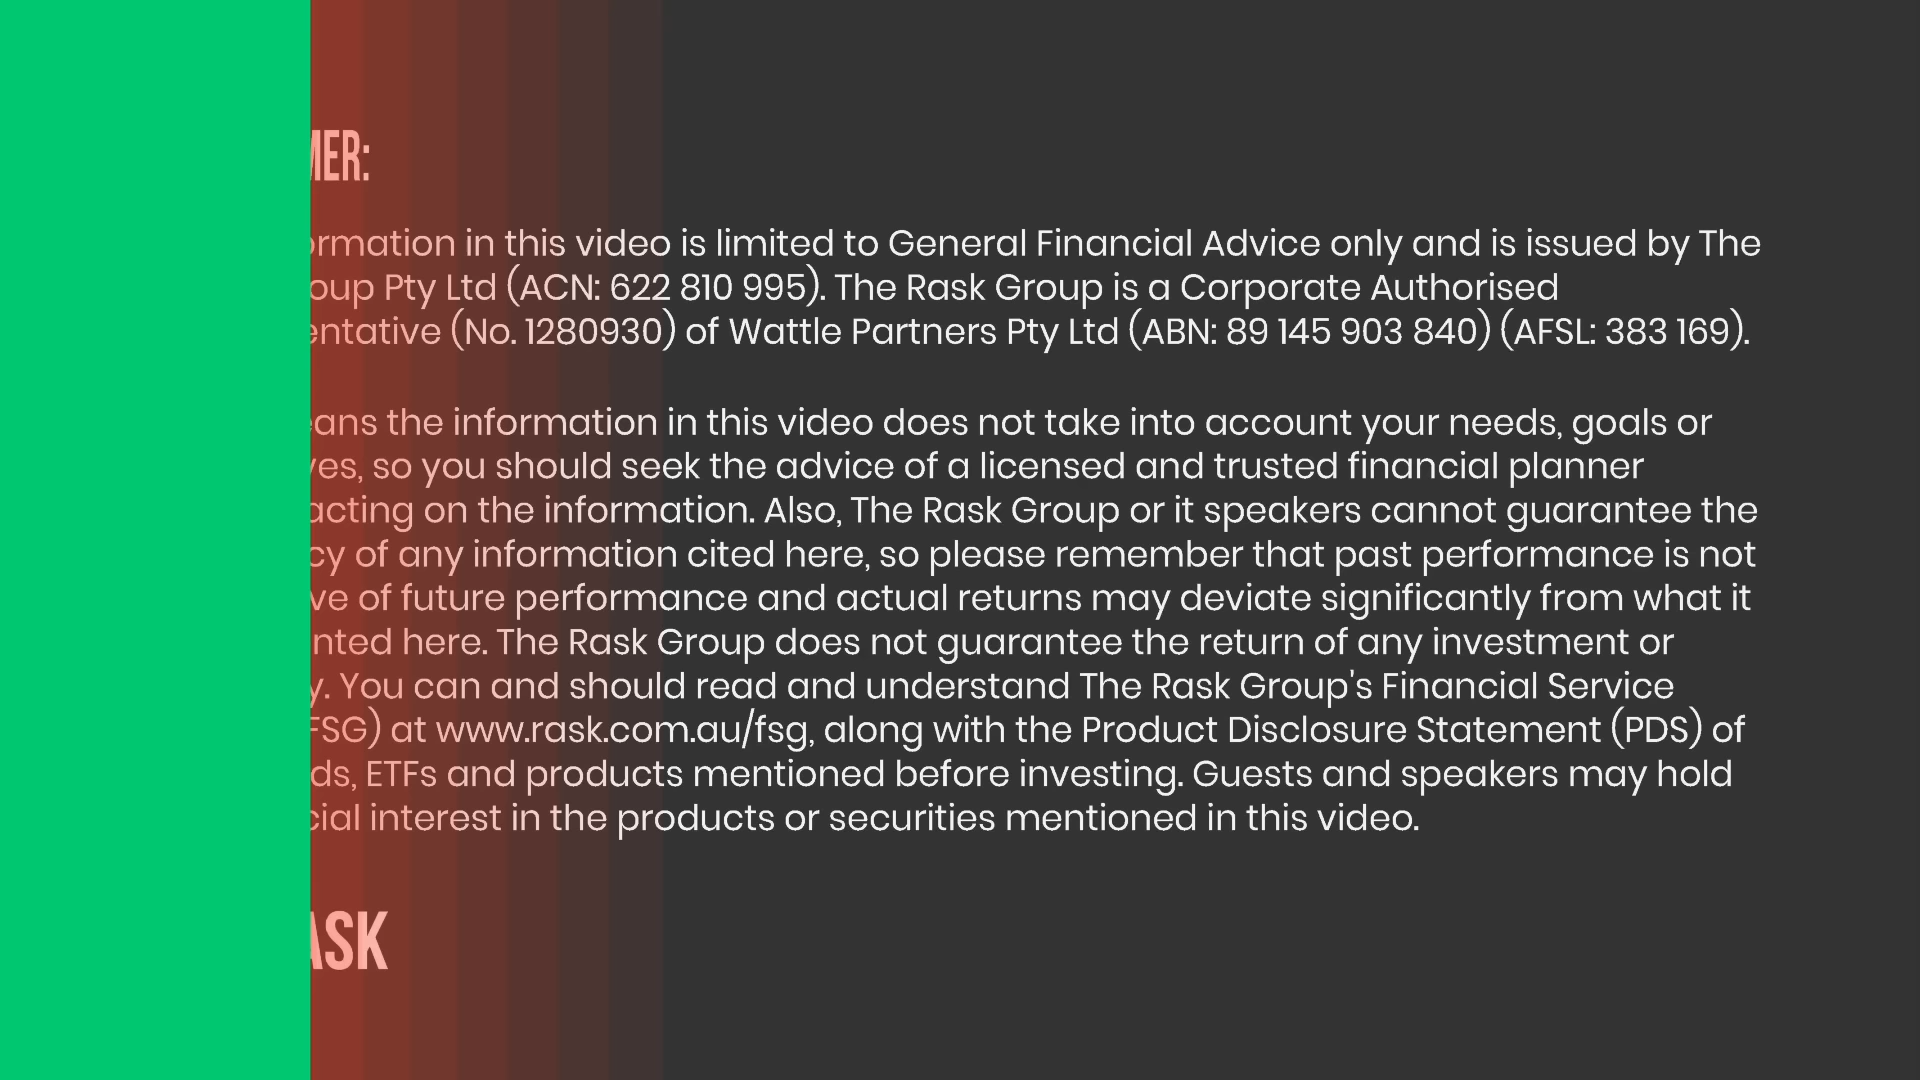 MER:
ormation in this video is limited to General Financial Advice only and is issued by The
oup Pty Ltd (ACN: 622 810 995). The Rask Group is a Corporate Authorised
entative (No. 1280930) of Wattle Partners Pty Ltd (ABN: 89 145 903 840) (AFSL: 383 169).
eans the information in this video does not take into account your needs, goals or
ves, so you should seek the advice of a licensed and trusted financial planner
acting on the information. Also, The Rask Group or it speakers cannot guarantee the
cy of any information cited here, so please remember that past performance is not
ve of future performance and actual returns may deviate significantly from what it
nted here. The Rask Group does not guarantee the return of any investment or
y. You can and should read and understand The Rask Group's Financial Service
FSG) at www.rask.com.au/fsg, along with the Product Disclosure Statement (PDS) of
ds, ETFs and products mentioned before investing. Guests and speakers may hold
cial interest in the products or securities mentioned in this video.
ASK